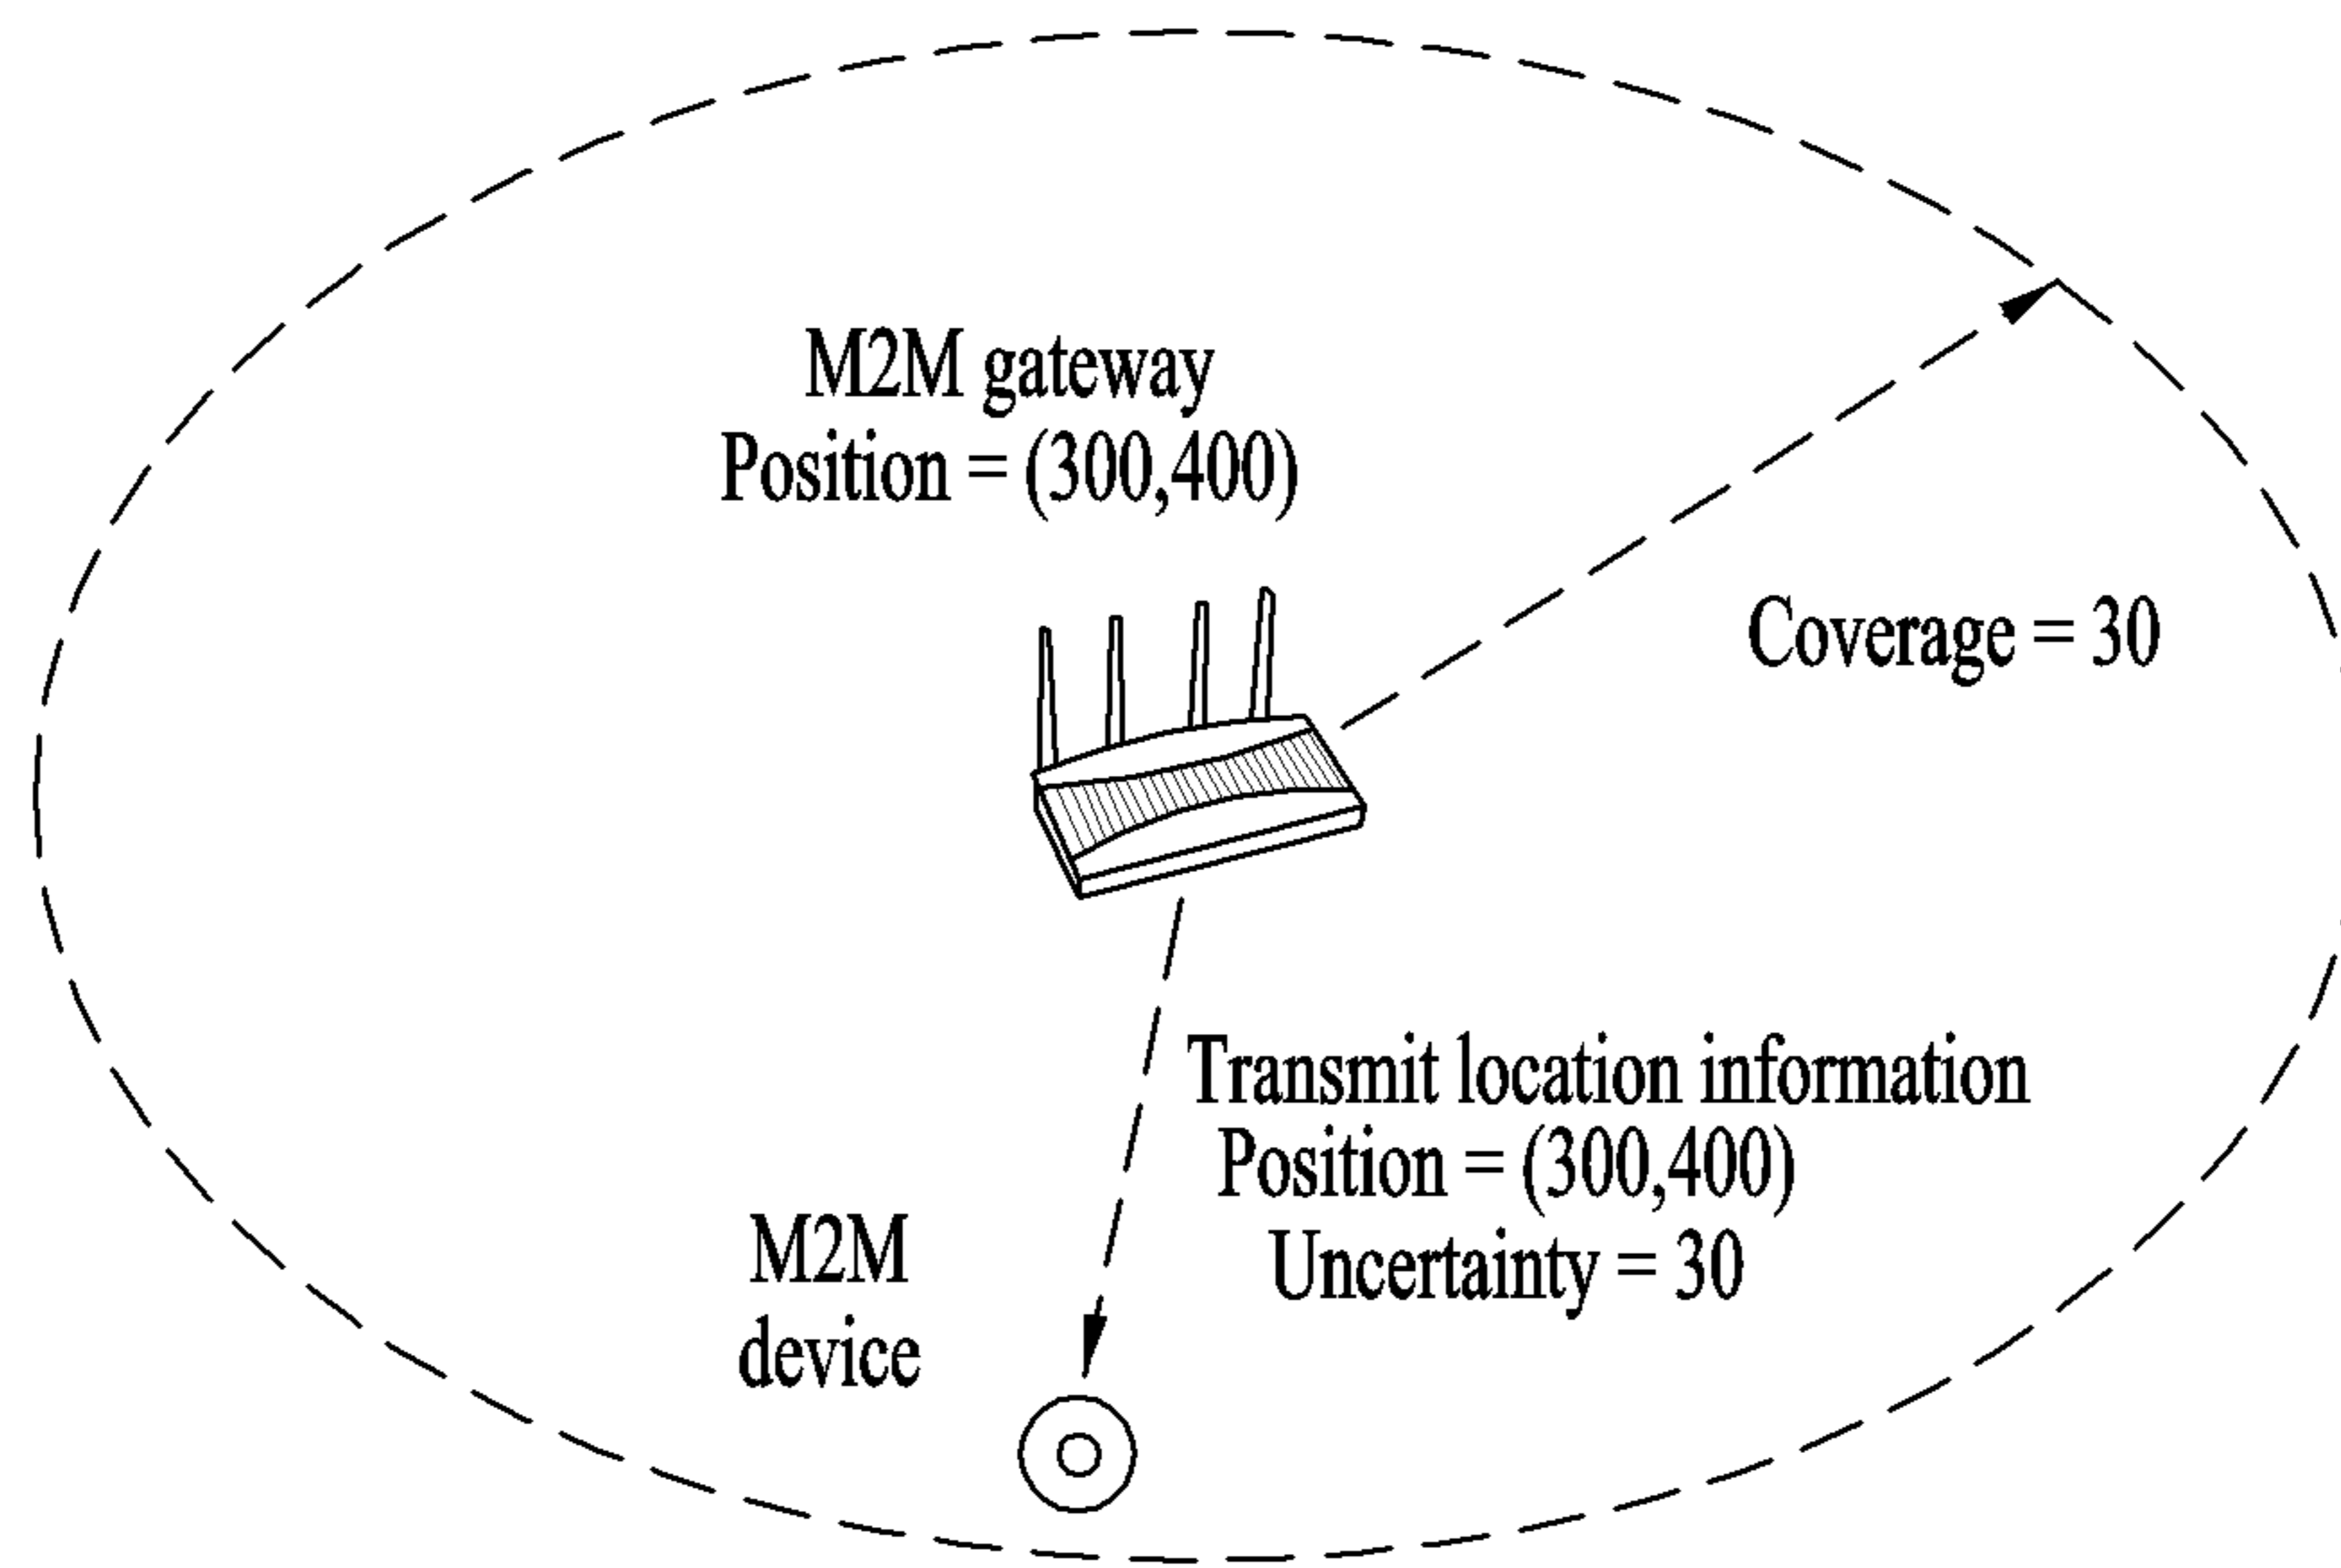 M2M gateway
Position = (300,400)
Coverage = 30
Transmit location information
Position = (300,400)
Uncertainty = 30
M2M
device